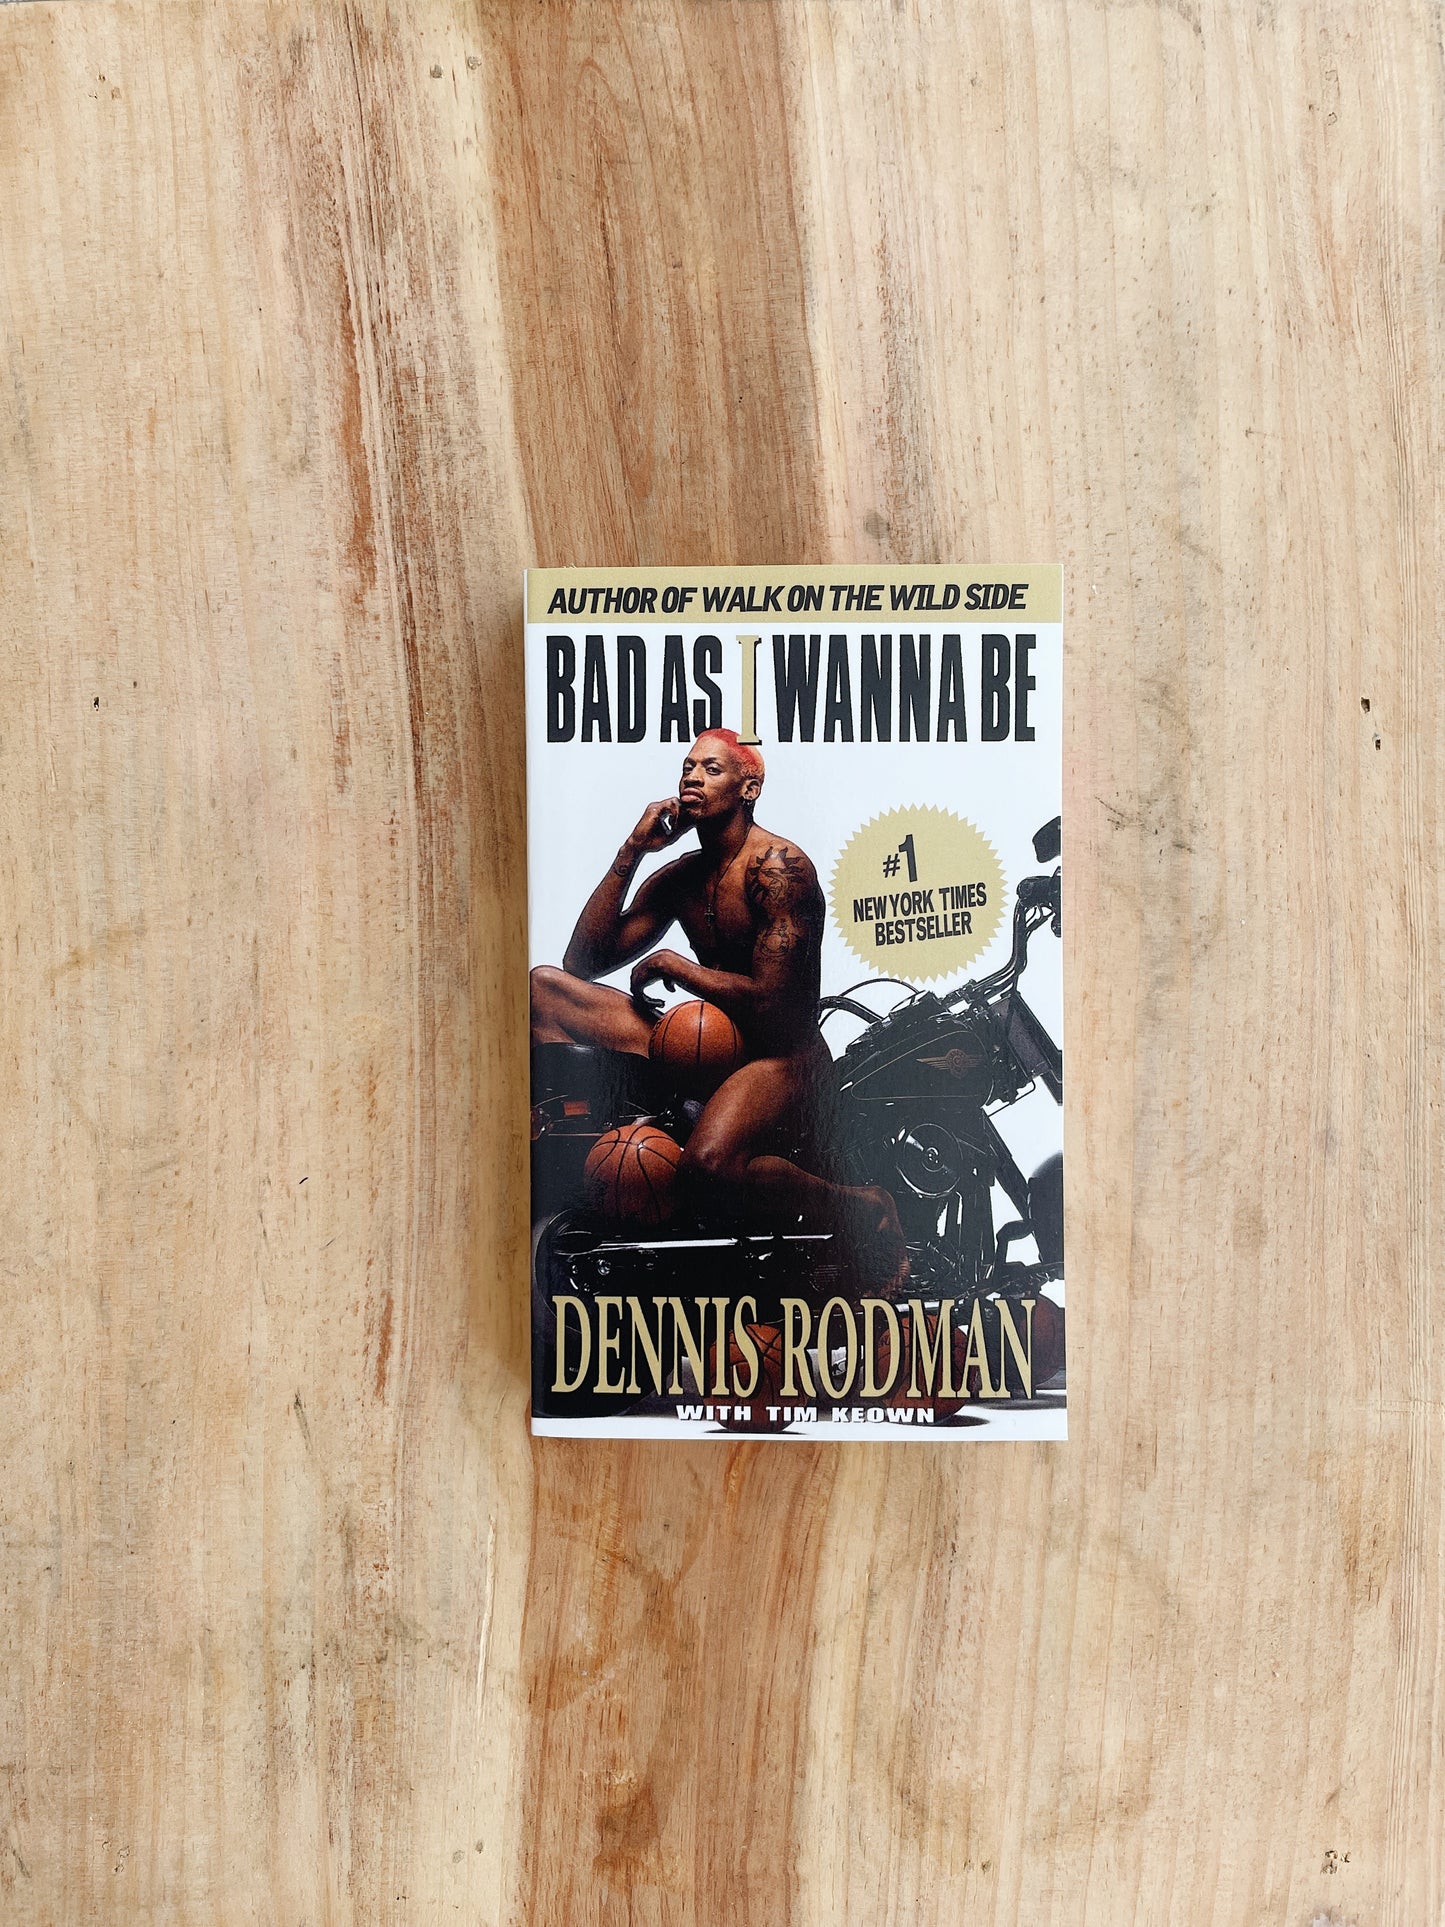 AUTHOR OF WALK ON THE WILD SIDE
BAD AS I WANNA BE
#1
NEW YORK TIMES
BESTSELLER
DENNIS RODMAN
WITH TIM KEOWN